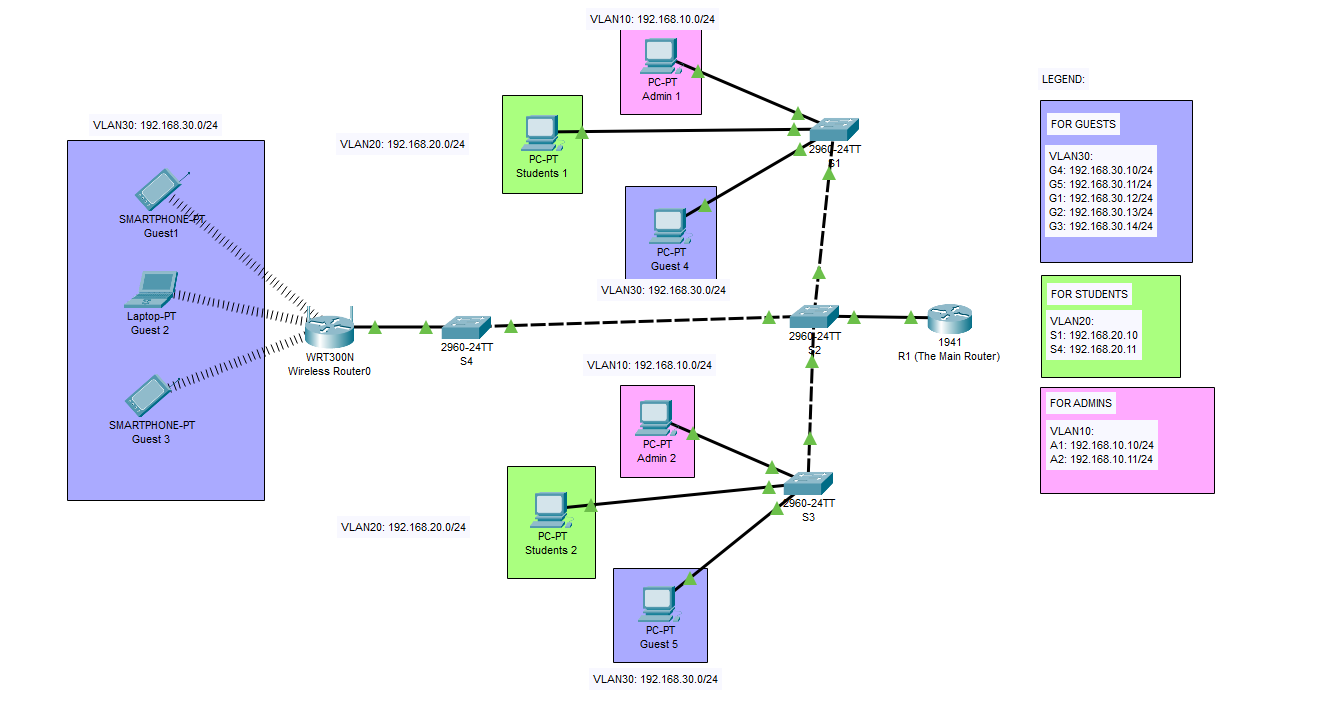 VLAN10: 192.168.10.0/24
PC-PT
Admin 1
VLAN20: 192.168.20.0/24
PC-PT
Students 1
2960-24TT
S1
PC-PT
Guest 4
VLAN30: 192.168.30.0/24
VLAN30: 192.168.30.0/24
SMARTPHONE-PT
Guest1
Laptop-PT
Guest 2
SMARTPHONE-PT
Guest 3
WRT300N
Wireless Router0
2960-24TT
S4
2960-24TT
S2
1941
R1 (The Main Router)
VLAN10: 192.168.10.0/24
PC-PT
Admin 2
2960-24TT
S3
VLAN20: 192.168.20.0/24
PC-PT
Students 2
PC-PT
Guest 5
VLAN30: 192.168.30.0/24
LEGEND:
FOR GUESTS
VLAN30:
G4: 192.168.30.10/24
G5: 192.168.30.11/24
G1: 192.168.30.12/24
G2: 192.168.30.13/24
G3: 192.168.30.14/24
FOR STUDENTS
VLAN20:
S1: 192.168.20.10
S4: 192.168.20.11
FOR ADMINS
VLAN10:
A1: 192.168.10.10/24
A2: 192.168.10.11/24